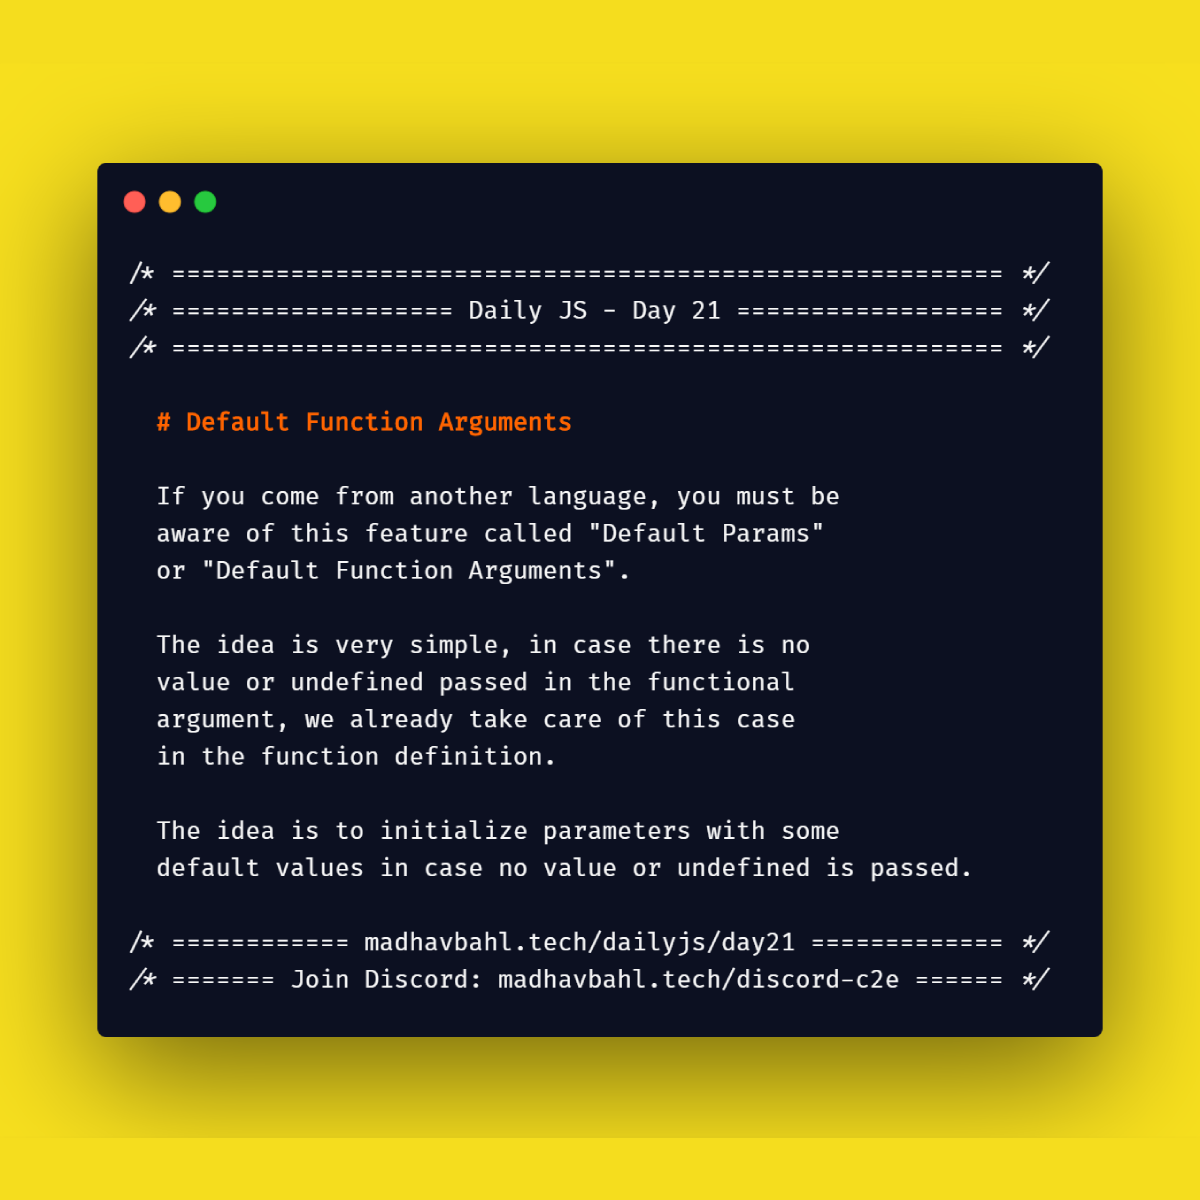 /* ======================================================== */
/* =================== Daily JS - Day 21 ================== */
/* ======================================================== */
# Default Function Arguments
If you come from another language, you must be
aware of this feature called "Default Params"
or "Default Function Arguments".
The idea is very simple, in case there is no
value or undefined passed in the functional
argument, we already take care of this case
in the function definition.
The idea is to initialize parameters with some
default values in case no value or undefined is passed.
/* ============ madhavbahl.tech/dailyjs/day21 ============= */
/* ======= Join Discord: madhavbahl.tech/discord-c2e ====== */